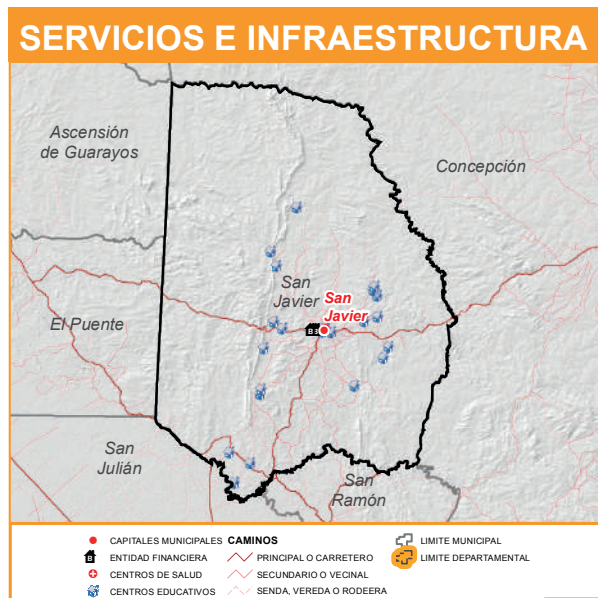 SERVICIOS E INFRAESTRUCTURA
Ascensión
de Guarayos
Concepción
San
Javier
San
Javier
El Puente
San
Julián
San
Ramón
CAPITALES MUNICIPALES
ENTIDAD FINANCIERA
CENTROS DE SALUD
CENTROS EDUCATIVOS
CAMINOS
PRINCIPAL O CARRETERO
SECUNDARIO O VECINAL
SENDA, VEREDA O RODEERA
LIMITE MUNICIPAL
LIMITE DEPARTAMENTAL